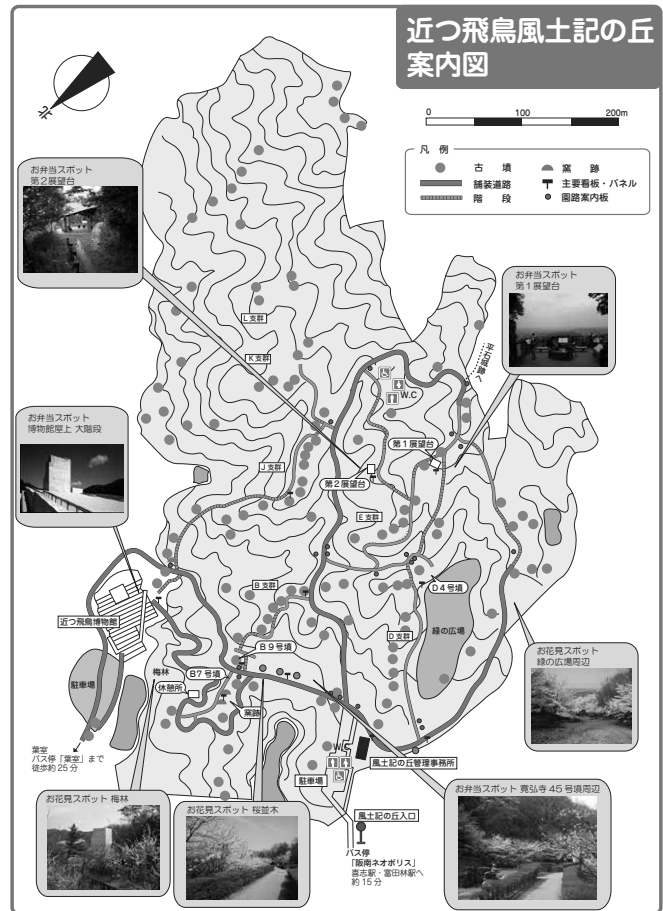 近つ飛鳥風土記の丘
案内図
北
0 100 200m
凡 例
古 墳
窯 跡
舗装道路
主要看板・パネル
階 段
園路案内板
お弁当スポット
第2展望台
お弁当スポット
第1展望台
L支群
K支群
平石城跡へ
W.C
お弁当スポット
博物館屋上 大階段
第1展望台
J支群
第2展望台
E支群
B支群
D4号墳
近つ飛鳥博物館
緑の広場
D支群
B9号墳
お花見スポット
緑の広場周辺
梅林
B7号墳
駐車場
休憩所
窯跡
葉室
バス停「葉室」まで
徒歩約25分
W.C
風土記の丘管理事務所
駐車場
お花見スポット 梅林
お花見スポット 桜並木
お弁当スポット 寛弘寺45号墳周辺
風土記の丘入口
バス停
「阪南ネオポリス」
喜志駅・富田林駅へ
約15分